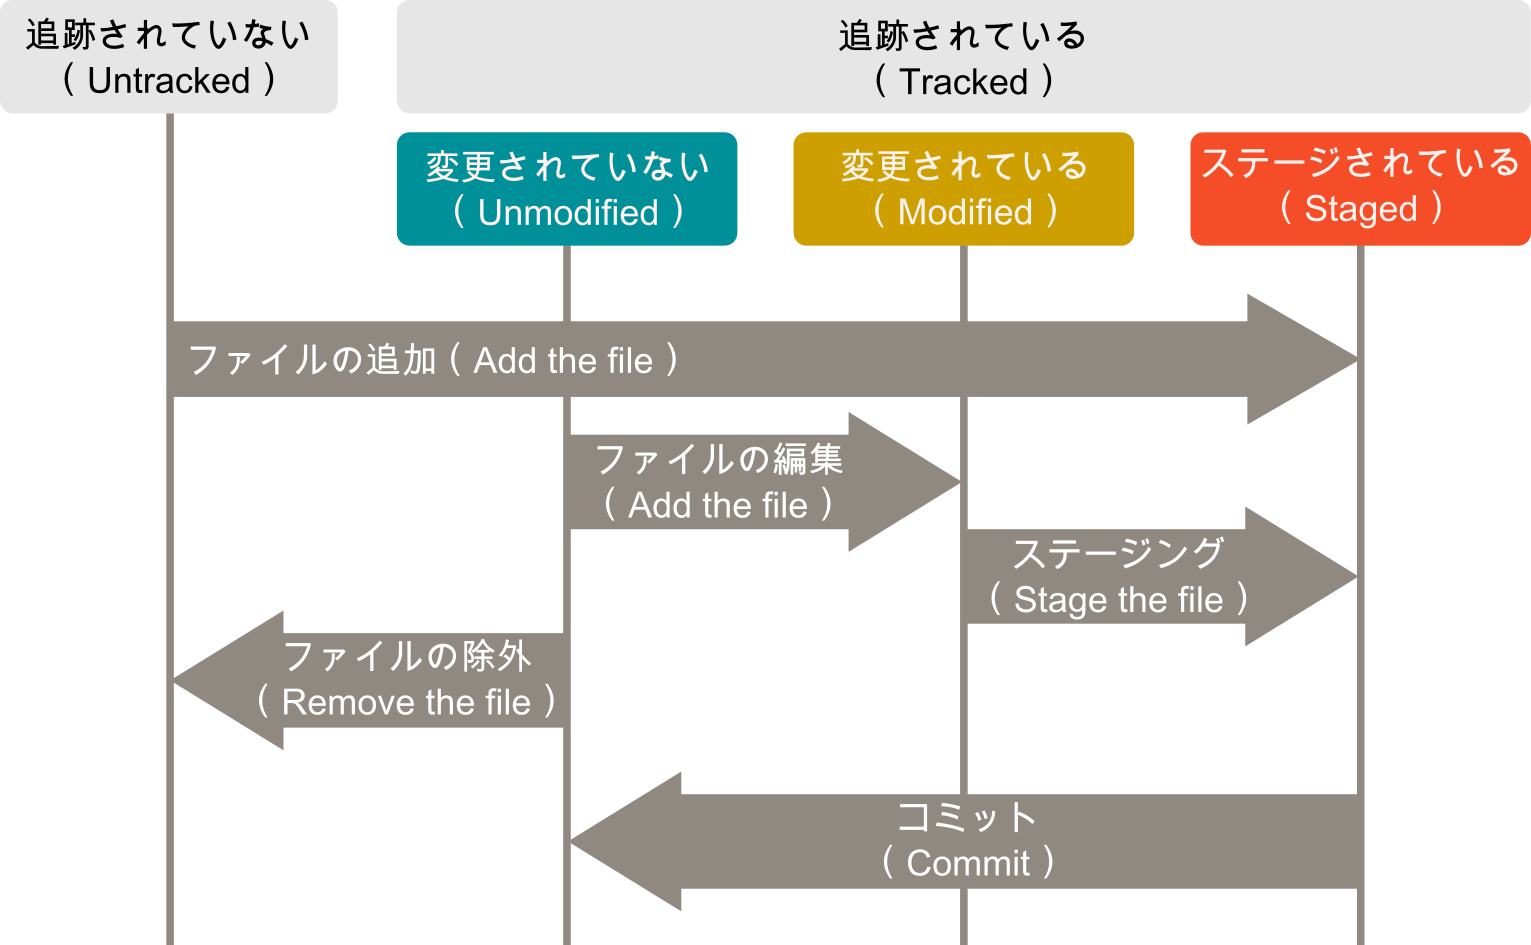 追跡されていない
( Untracked )
追跡されている
( Tracked )
変更されていない
( Unmodified )
変更されている
( Modified )
ステージされている
( Staged )
ファイルの追加 ( Add the file )
ファイルの編集
( Add the file )
ステージング
( Stage the file )
ファイルの除外
( Remove the file )
コミット
( Commit )